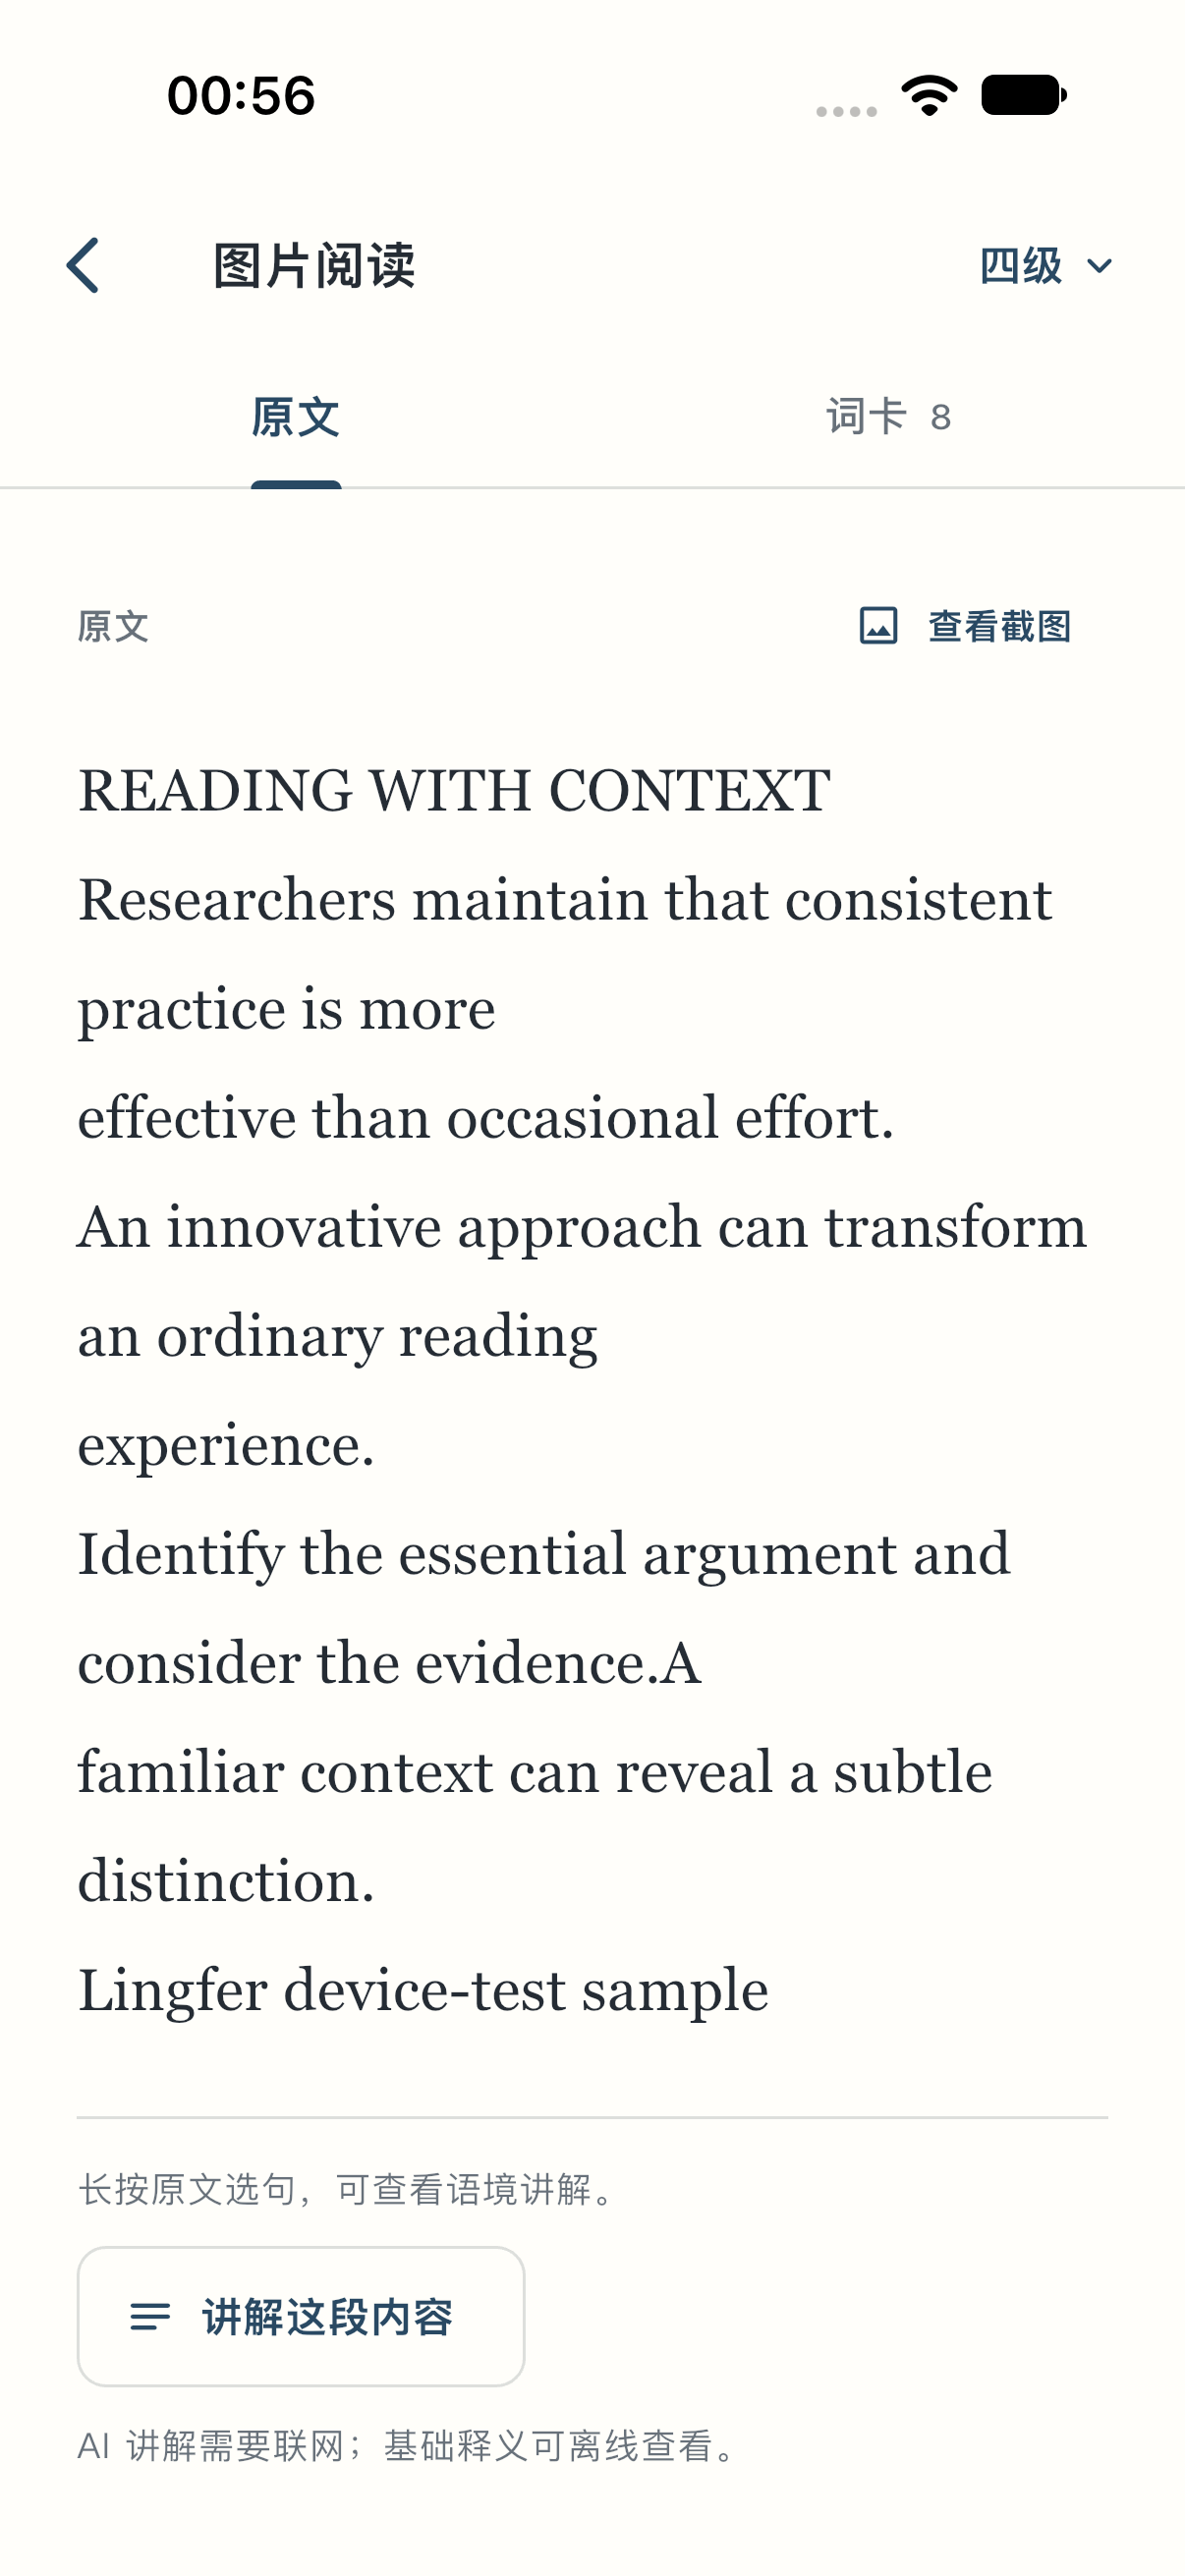 00:56
图片阅读
四级
原文
词卡 8
原文
查看截图
READING WITH CONTEXT
Researchers maintain that consistent
practice is more
effective than occasional effort.
An innovative approach can transform
an ordinary reading
experience.
Identify the essential argument and
consider the evidence.A
familiar context can reveal a subtle
distinction.
Lingfer device-test sample
长按原文选句，可查看语境讲解。
讲解这段内容
AI 讲解需要联网；基础释义可离线查看。